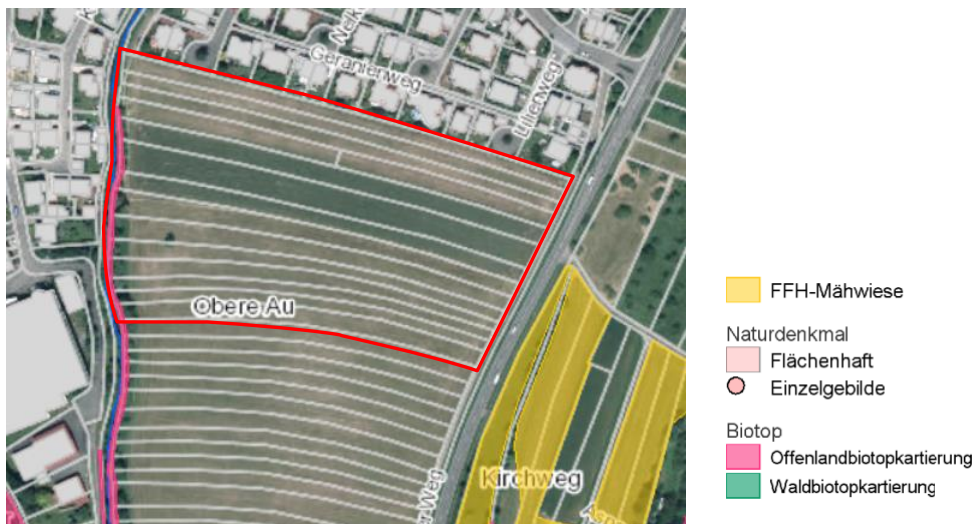 Geranienweg
Lilienweg
Obere Au
Kirchweg
FFH-Mähwiese
Naturdenkmal
Flächenhaft
Einzelgebilde
Biotop
Offenlandbiotopkartierung
Waldbiotopkartierung